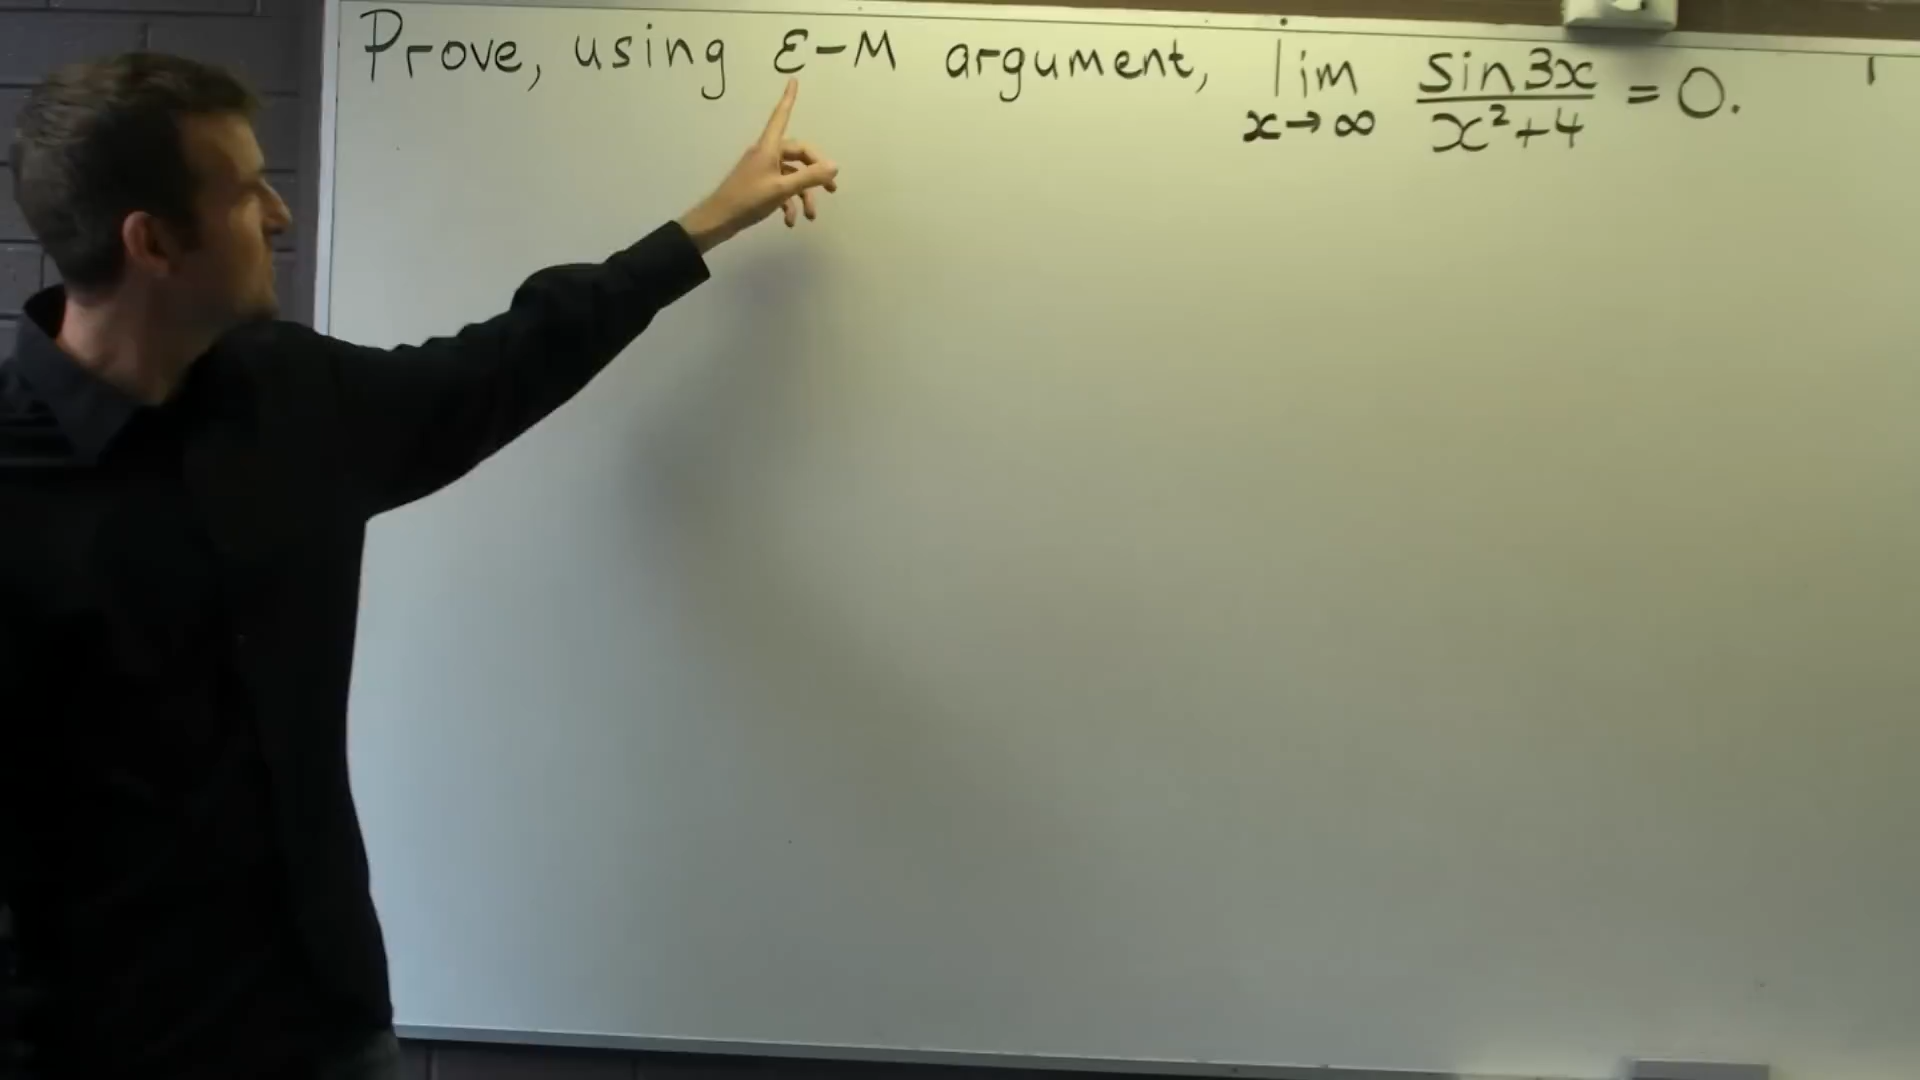 Prove, using ε-M argument, lim x→∞ sin3x/x²+4 = 0.